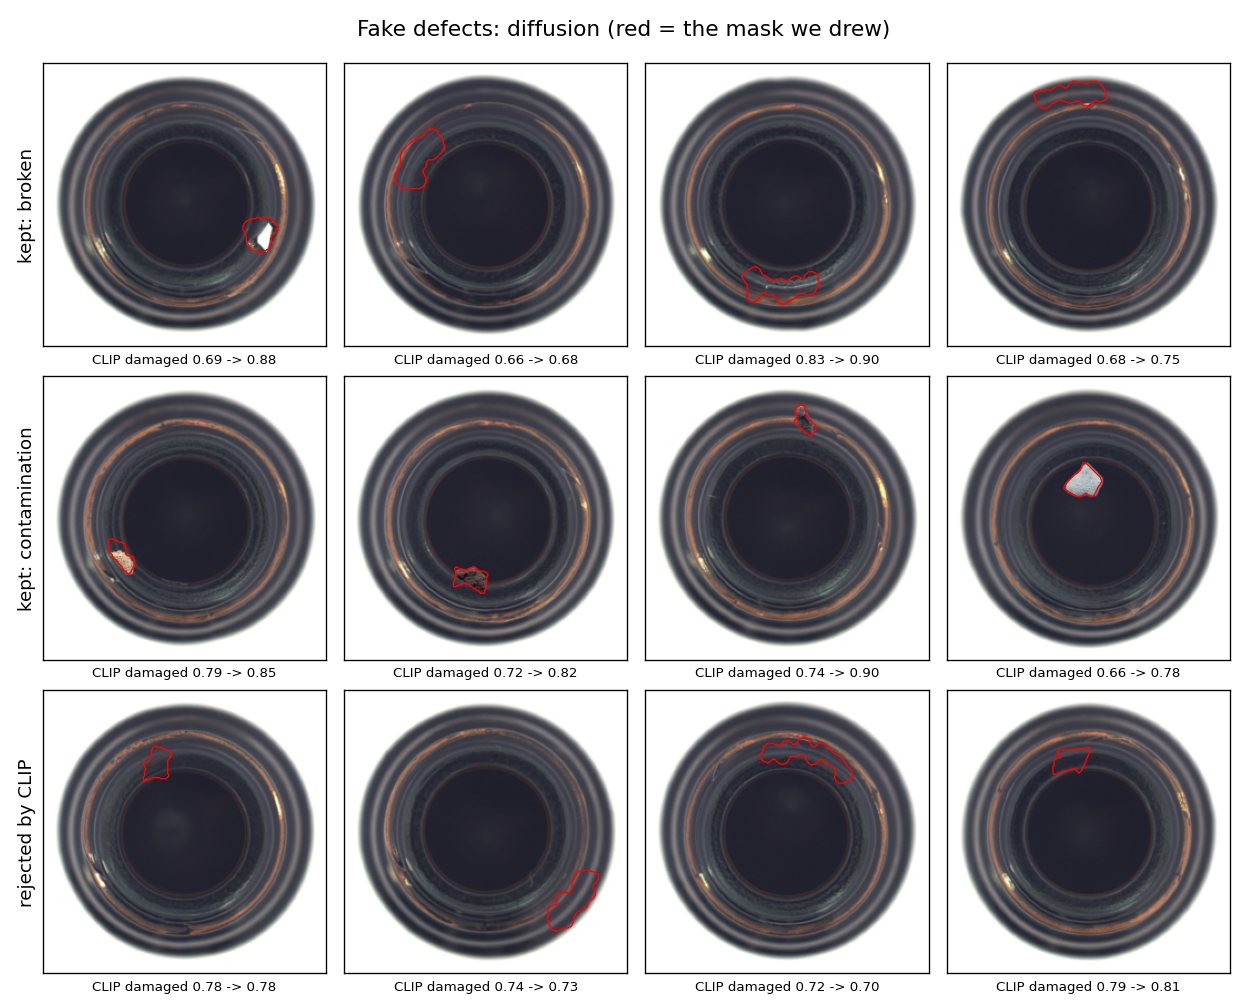 Fake defects: diffusion (red = the mask we drew)
kept: broken
CLIP damaged 0.69 -> 0.88
CLIP damaged 0.66 -> 0.68
CLIP damaged 0.83 -> 0.90
CLIP damaged 0.68 -> 0.75
kept: contamination
CLIP damaged 0.79 -> 0.85
CLIP damaged 0.72 -> 0.82
CLIP damaged 0.74 -> 0.90
CLIP damaged 0.66 -> 0.78
rejected by CLIP
CLIP damaged 0.78 -> 0.78
CLIP damaged 0.74 -> 0.73
CLIP damaged 0.72 -> 0.70
CLIP damaged 0.79 -> 0.81